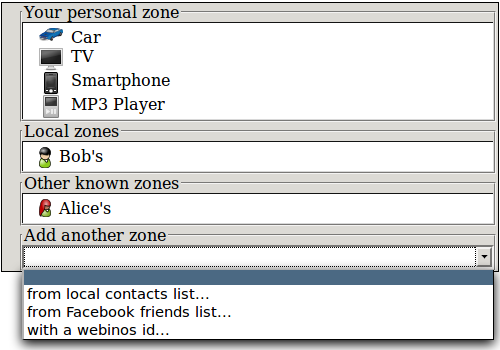 Your personal zone
Car
TV
Smartphone
MP3 Player
Local zones
Bob's
Other known zones
Alice's
Add another zone
from local contacts list...
from Facebook friends list...
with a webinos id...